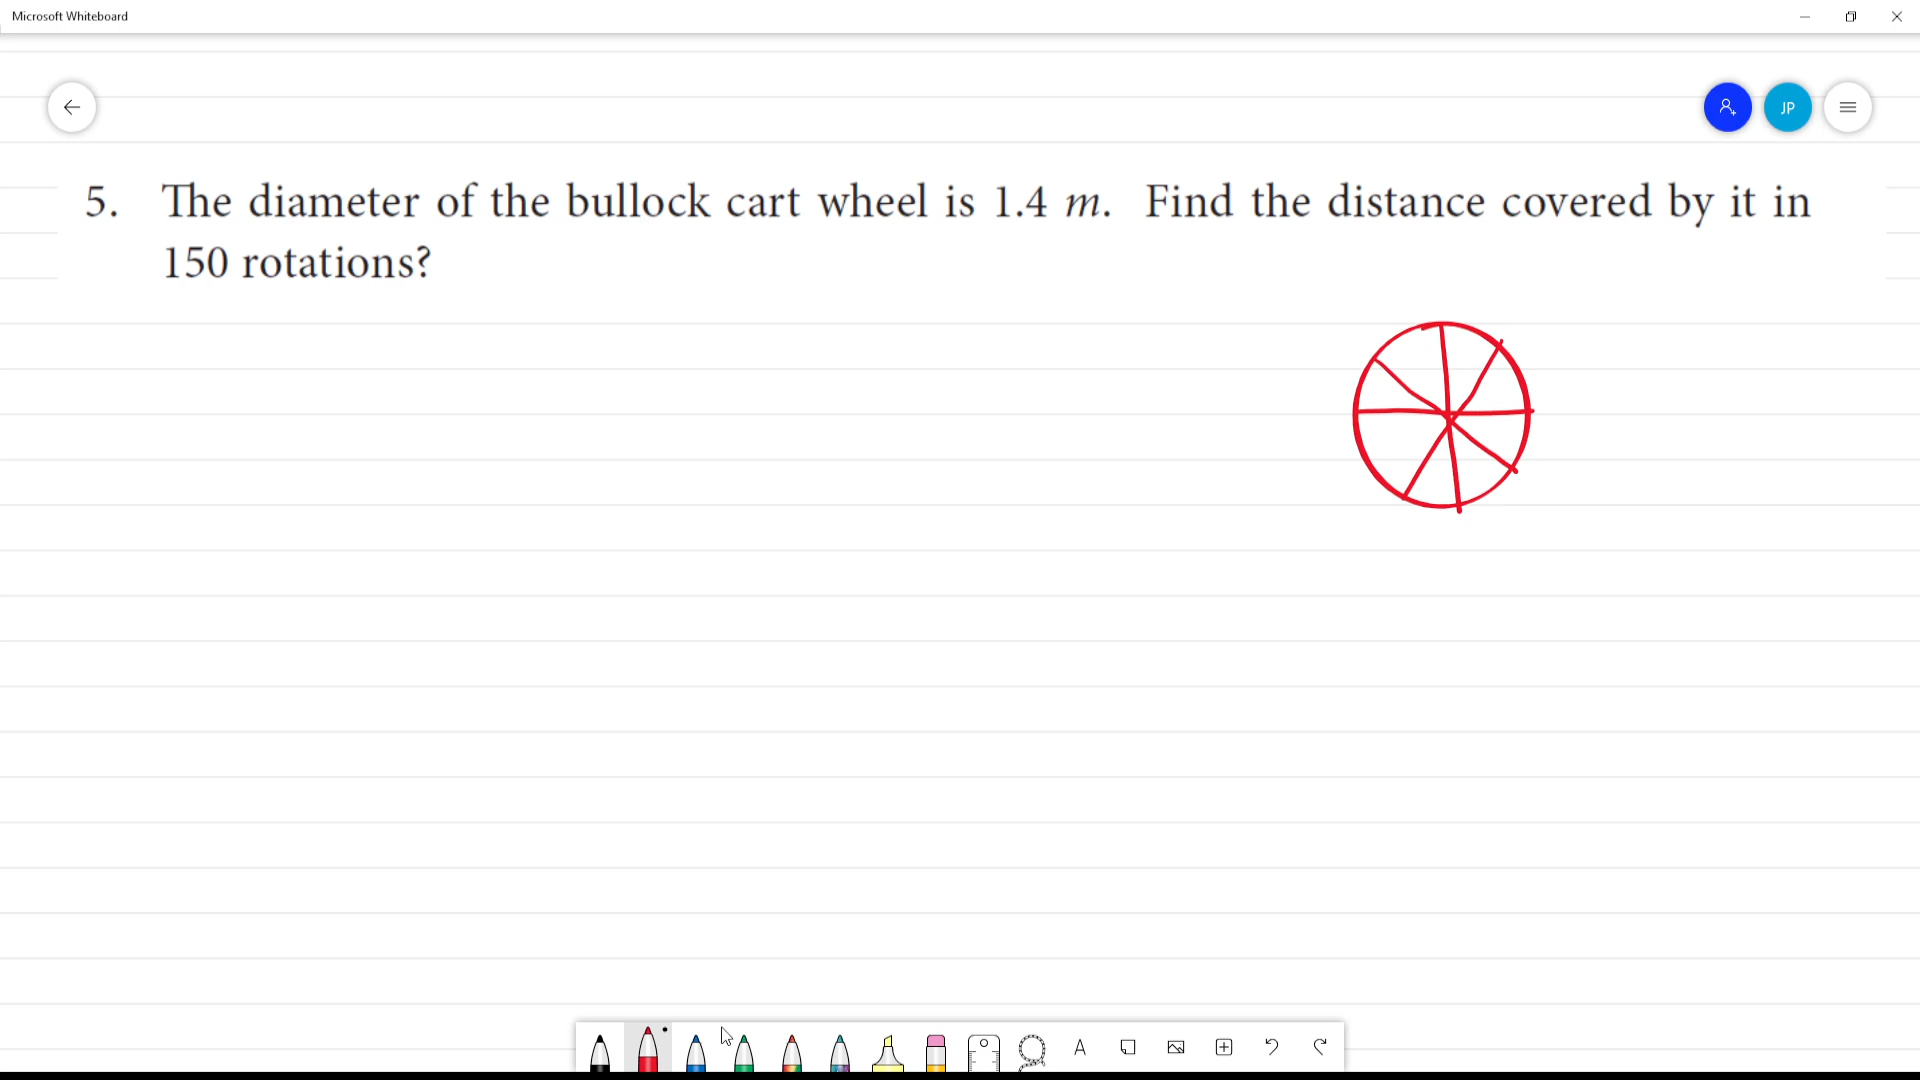 Microsoft Whiteboard
JP
5. The diameter of the bullock cart wheel is 1.4 m. Find the distance covered by it in
150 rotations?
A